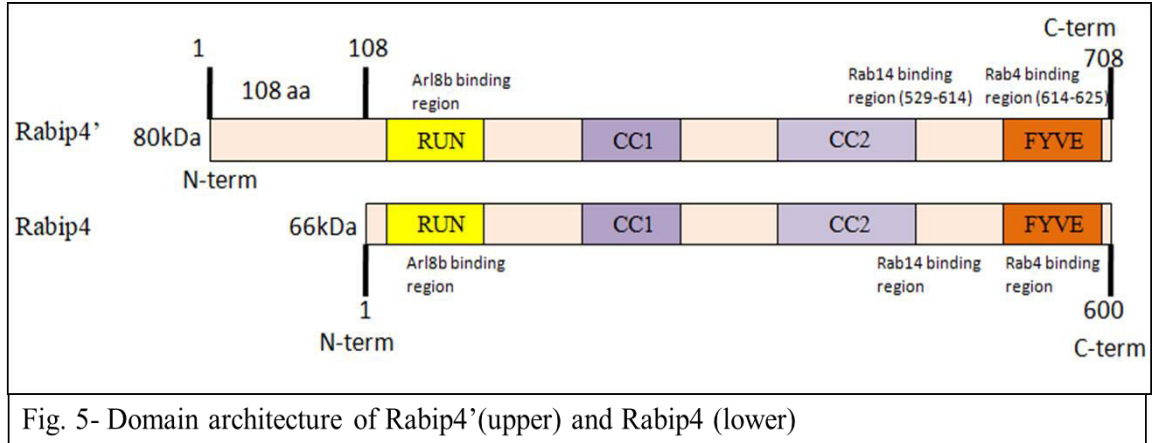 C-term
1
108
708
108 aa
Arl8b binding
region
Rab14 binding
region (529-614)
Rab4 binding
region (614-625)
Rabip4’
80kDa
RUN
CC1
CC2
FYVE
N-term
Rabip4
66kDa
RUN
CC1
CC2
FYVE
Arl8b binding
region
Rab14 binding
region
Rab4 binding
region
1
600
N-term
C-term
Fig. 5- Domain architecture of Rabip4’(upper) and Rabip4 (lower)